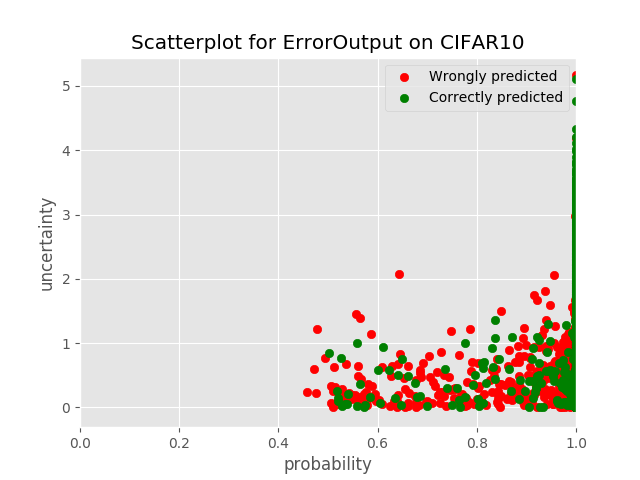 Scatterplot for ErrorOutput on CIFAR10
Wrongly predicted
Correctly predicted
uncertainty
5
4
3
2
1
0
0.0 0.2 0.4 0.6 0.8 1.0
probability